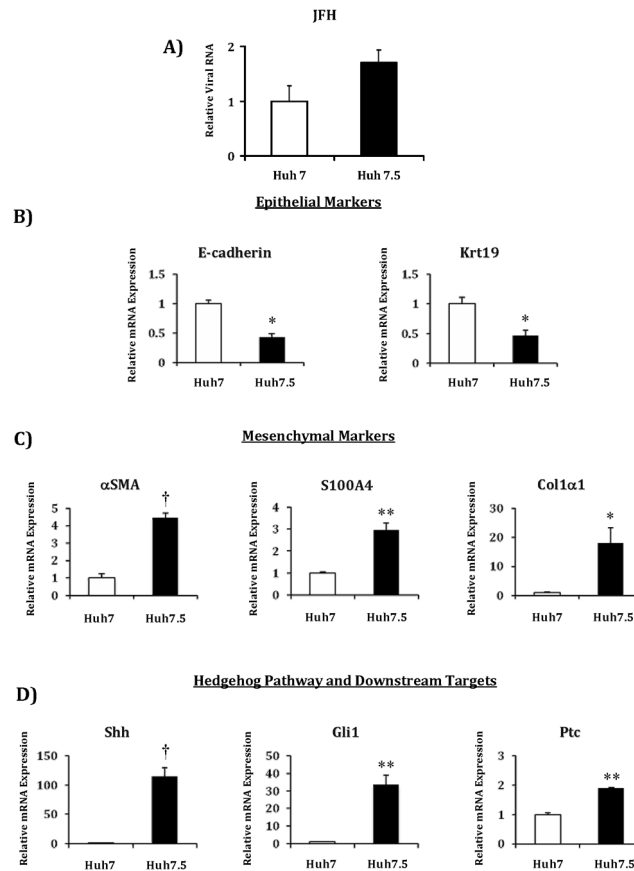 JFH
A)
Relative Viral RNA
2
1
0
Huh 7 Huh 7.5
Epithelial Markers
B)
E-cadherin Krt19
Relative mRNA Expression Relative mRNA Expression
1.5 1.5
1 1
0.5 * 0.5 *
0 0
Huh7 Huh7.5 Huh7 Huh7.5
C) Mesenchymal Markers
αSMA S100A4 Col1α1
Relative mRNA Expression Relative mRNA Expression Relative mRNA Expression
5 † 4 ** 30 *
4 3 20
3 2 10
2 1 0
1 0
0
Huh7 Huh7.5 Huh7 Huh7.5 Huh7 Huh7.5
Hedgehog Pathway and Downstream Targets
D)
Shh Gli1 Ptc
Relative mRNA Expression Relative mRNA Expression Relative mRNA Expression
150 † 50 ** 3 **
100 40 2
50 30 1
0 20 0
10
0
Huh7 Huh7.5 Huh7 Huh7.5 Huh7 Huh7.5